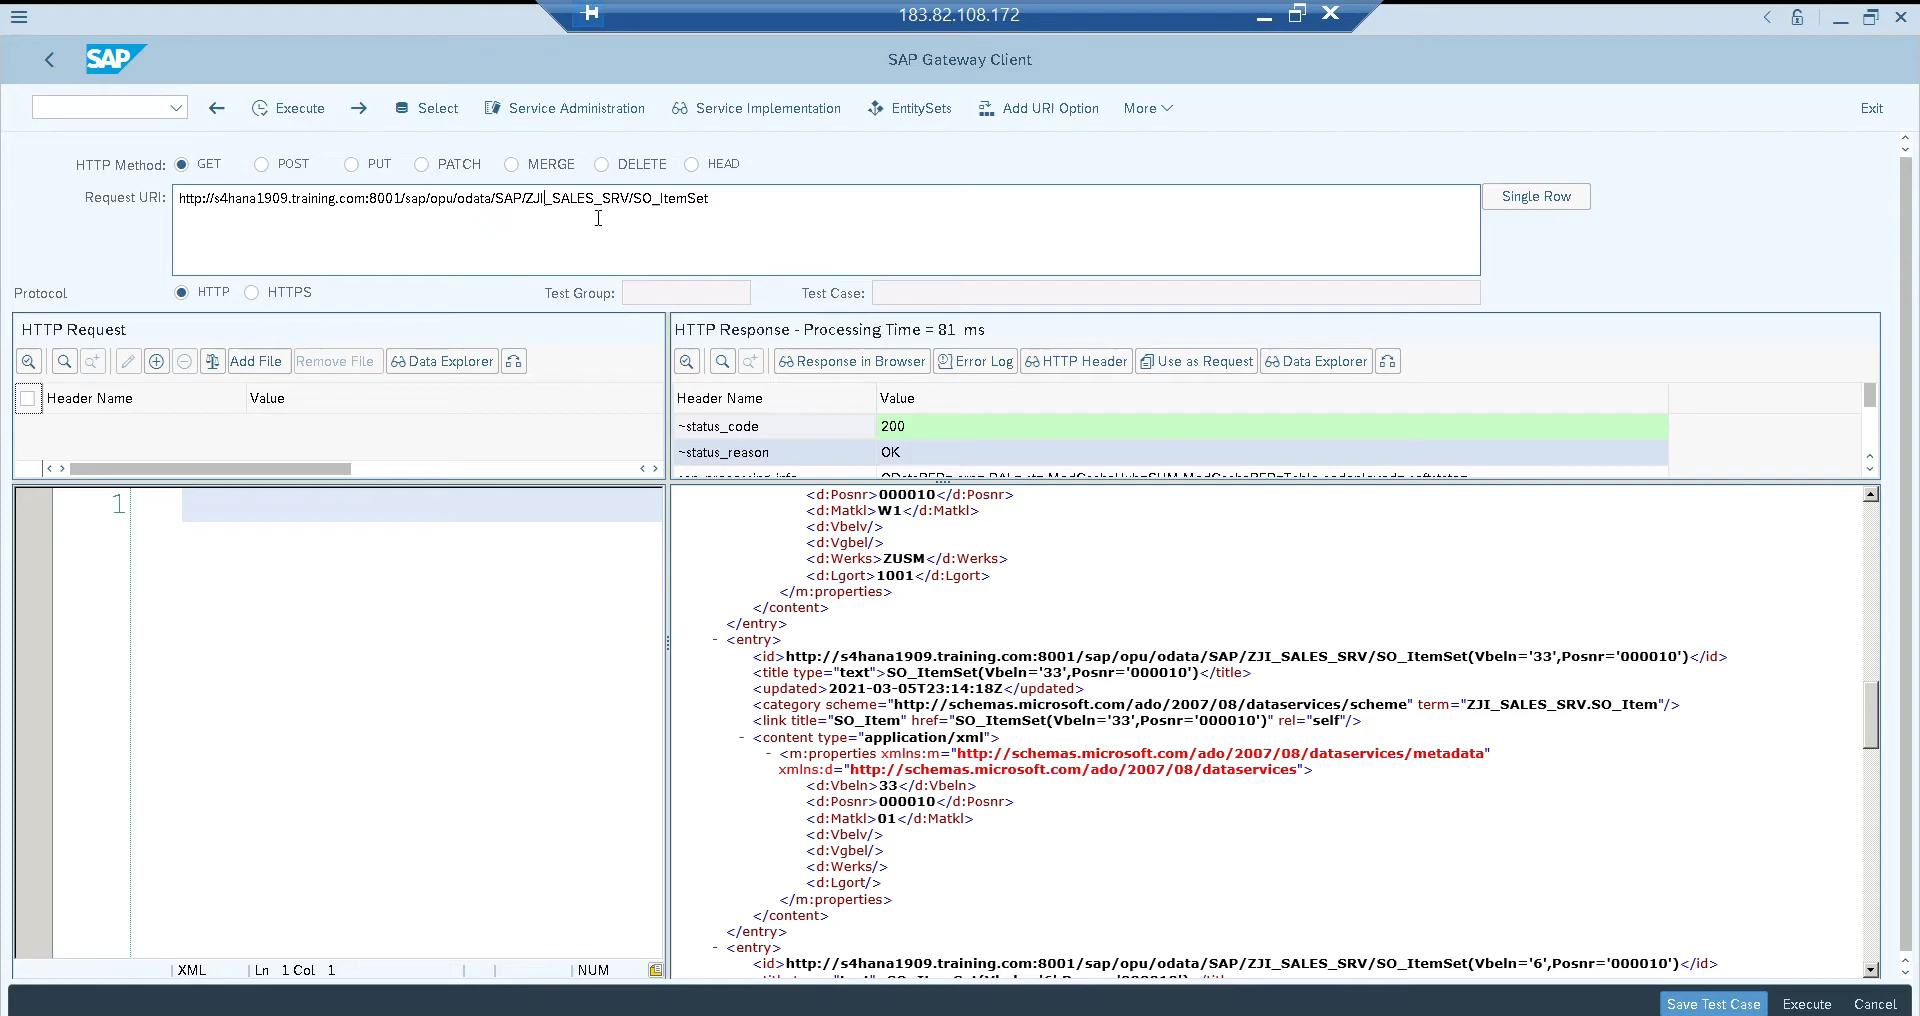 183.82.108.172
SAP
SAP Gateway Client
Execute Select Service Administration Service Implementation EntitySets Add URI Option More Exit
HTTP Method: GET POST PUT PATCH MERGE DELETE HEAD
Request URI: http://s4hana1909.training.com:8001/sap/opu/odata/SAP/ZJI_SALES_SRV/SO_ItemSet Single Row
Protocol HTTP HTTPS Test Group: Test Case:
HTTP Request
HTTP Response - Processing Time = 81 ms
Add File Remove File Data Explorer
Response in Browser Error Log HTTP Header Use as Request Data Explorer
Header Name Value
Header Name Value
~status_code 200
~status_reason OK
1
<d:Posnr>000010</d:Posnr>
<d:Matkl>W1</d:Matkl>
<d:Vbelv/>
<d:Vgbel/>
<d:Werks>ZUSM</d:Werks>
<d:Lgort>1001</d:Lgort>
</m:properties>
</content>
</entry>
- <entry>
<id>http://s4hana1909.training.com:8001/sap/opu/odata/SAP/ZJI_SALES_SRV/SO_ItemSet(Vbeln='33',Posnr='000010')</id>
<title type="text">SO_ItemSet(Vbeln='33',Posnr='000010')</title>
<updated>2021-03-05T23:14:18Z</updated>
<category scheme="http://schemas.microsoft.com/ado/2007/08/dataservices/scheme" term="ZJI_SALES_SRV.SO_Item"/>
<link title="SO_Item" href="SO_ItemSet(Vbeln='33',Posnr='000010')" rel="self"/>
- <content type="application/xml">
- <m:properties xmlns:m="http://schemas.microsoft.com/ado/2007/08/dataservices/metadata"
xmlns:d="http://schemas.microsoft.com/ado/2007/08/dataservices">
<d:Vbeln>33</d:Vbeln>
<d:Posnr>000010</d:Posnr>
<d:Matkl>01</d:Matkl>
<d:Vbelv/>
<d:Vgbel/>
<d:Werks/>
<d:Lgort/>
</m:properties>
</content>
</entry>
- <entry>
<id>http://s4hana1909.training.com:8001/sap/opu/odata/SAP/ZJI_SALES_SRV/SO_ItemSet(Vbeln='6',Posnr='000010')</id>
XML Ln 1 Col 1 NUM
Save Test Case Execute Cancel